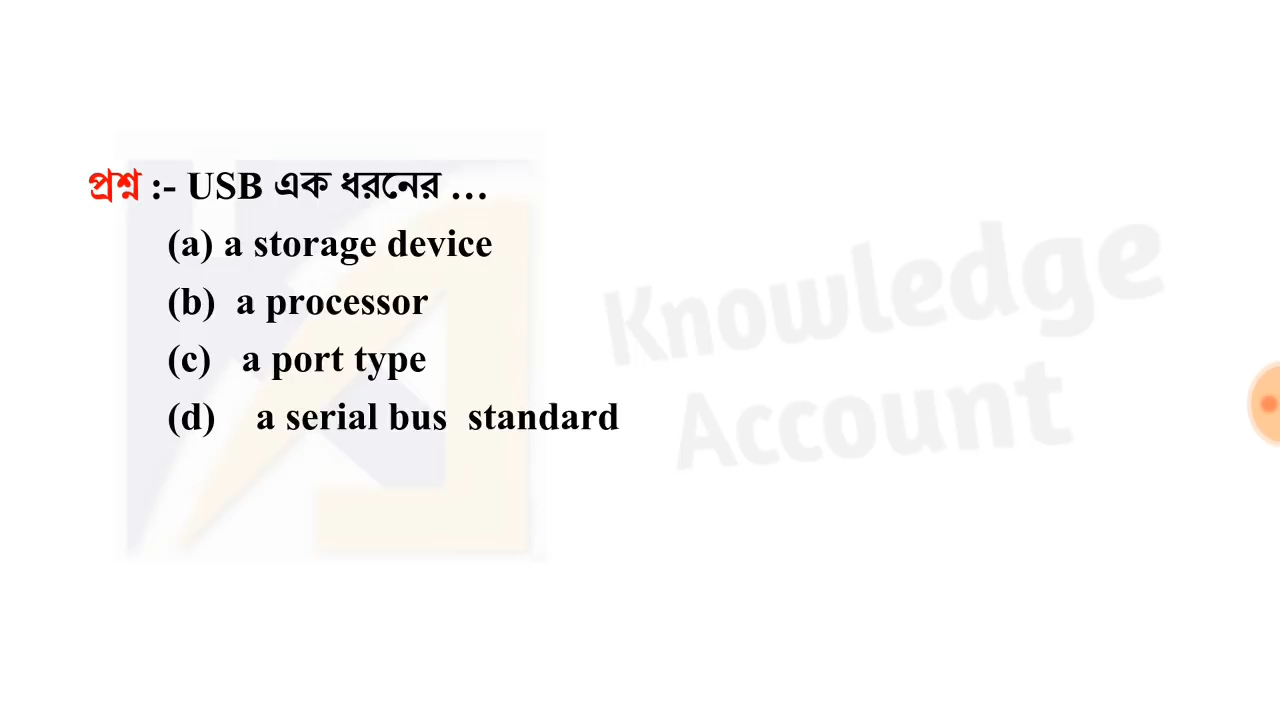 প্রশ্ন :- USB এক ধরনের ...
(a) a storage device
(b) a processor
(c) a port type
(d) a serial bus standard
Knowledge
Account